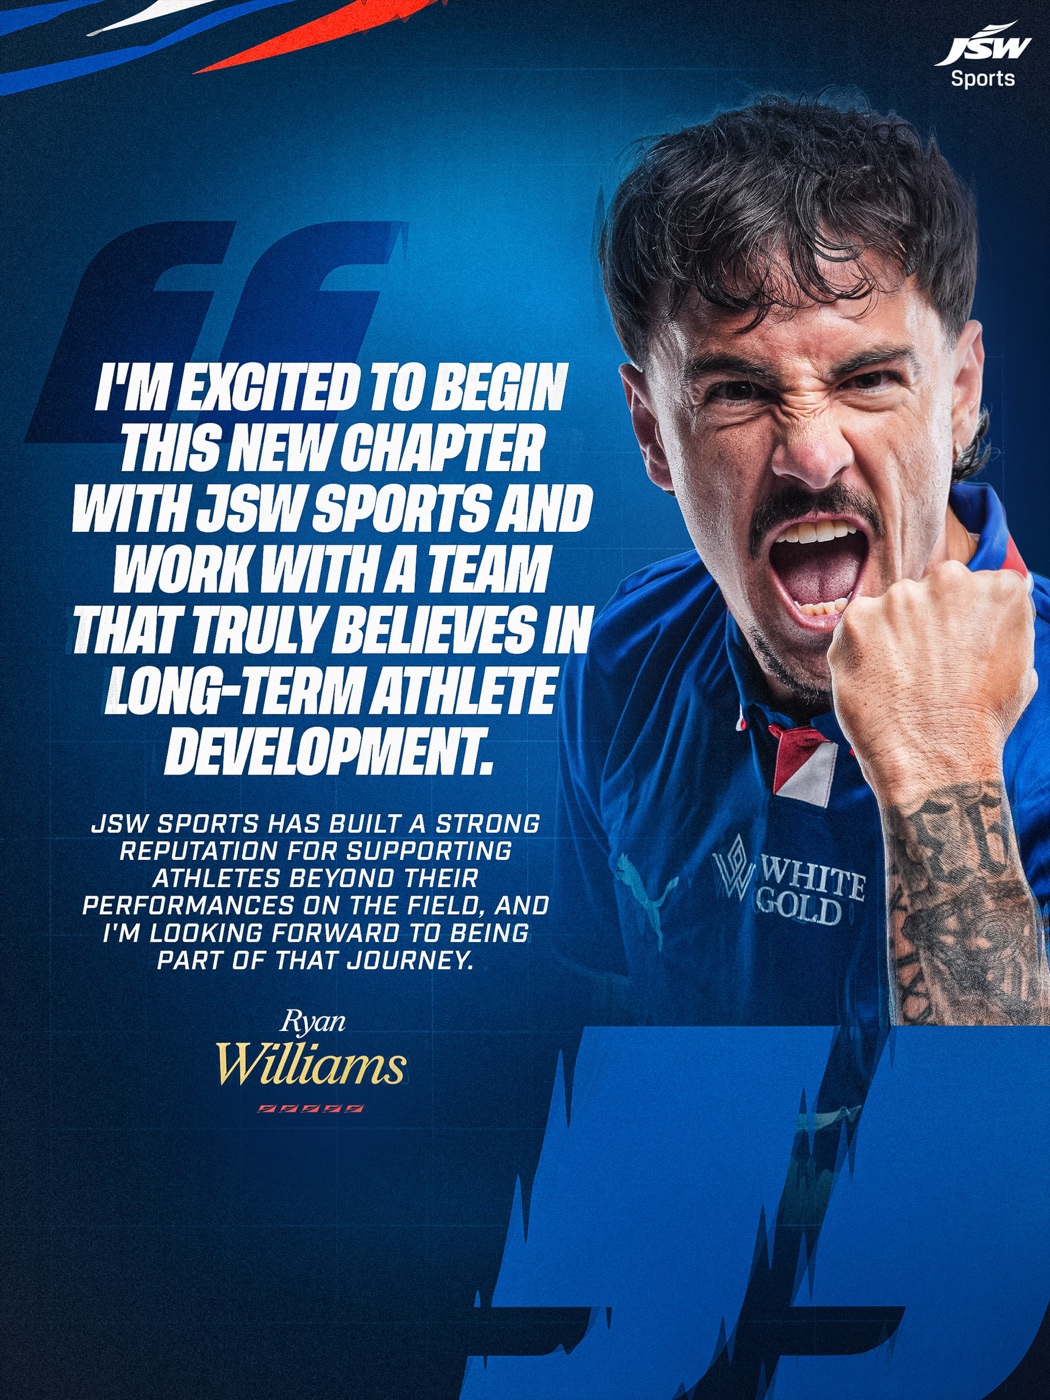 JSW
Sports
I'M EXCITED TO BEGIN
THIS NEW CHAPTER
WITH JSW SPORTS AND
WORK WITH A TEAM
THAT TRULY BELIEVES IN
LONG-TERM ATHLETE
DEVELOPMENT.
JSW SPORTS HAS BUILT A STRONG
REPUTATION FOR SUPPORTING
ATHLETES BEYOND THEIR
PERFORMANCES ON THE FIELD, AND
I'M LOOKING FORWARD TO BEING
PART OF THAT JOURNEY.
Ryan
Williams
WHITE
GOLD